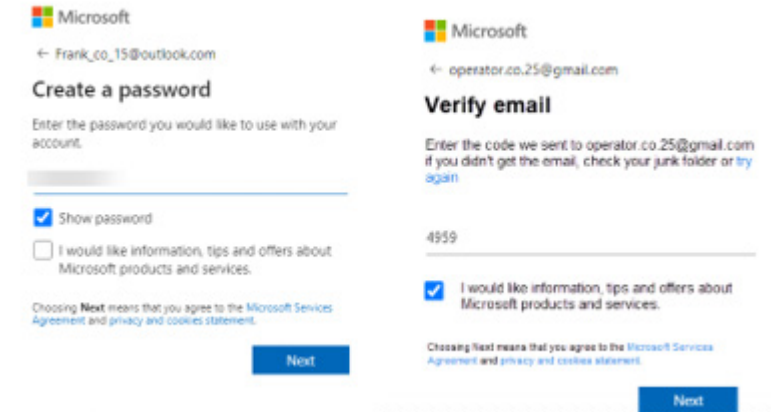 Microsoft
← Frank_co_15@outlook.com
Create a password
Enter the password you would like to use with your
account.
Show password
I would like information, tips and offers about
Microsoft products and services.
Choosing Next means that you agree to the Microsoft Services
Agreement and privacy and cookies statement.
Next
Microsoft
← operator.co.25@gmail.com
Verify email
Enter the code we sent to operator.co.25@gmail.com
if you didn't get the email, check your junk folder or try
again
4959
I would like information, tips and offers about
Microsoft products and services.
Choosing Next means that you agree to the Microsoft Services
Agreement and privacy and cookies statement.
Next